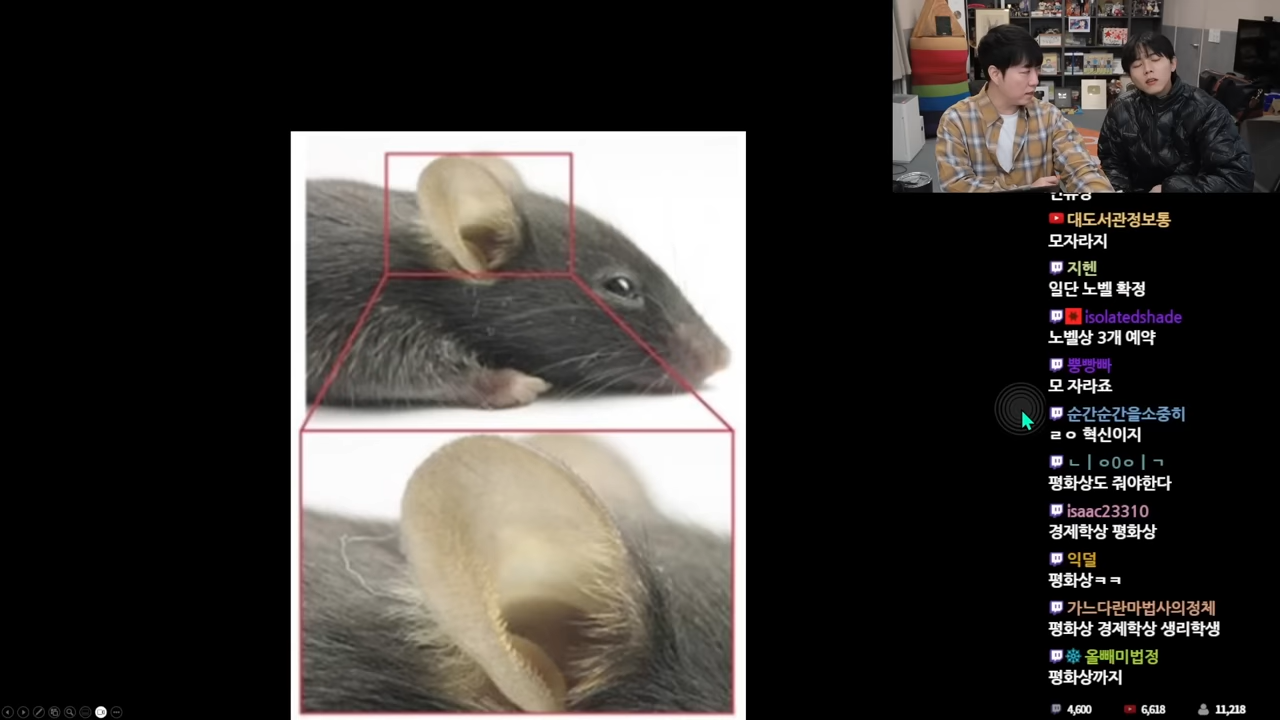 대도서관정보통
모자라지
지헨
일단 노벨 확정
isolatedshade
노벨상 3개 예약
뿡빵빠
모 자라죠
순간순간을소중히
ㄹㅇ 혁신이지
ㄴㅣㅇ0ㅇㅣㄱ
평화상도 줘야한다
isaac23310
경제학상 평화상
익덜
평화상ㅋㅋ
가느다란마법사의정체
평화상 경제학상 생리학생
올빼미법정
평화상까지
4,600 6,618 11,218